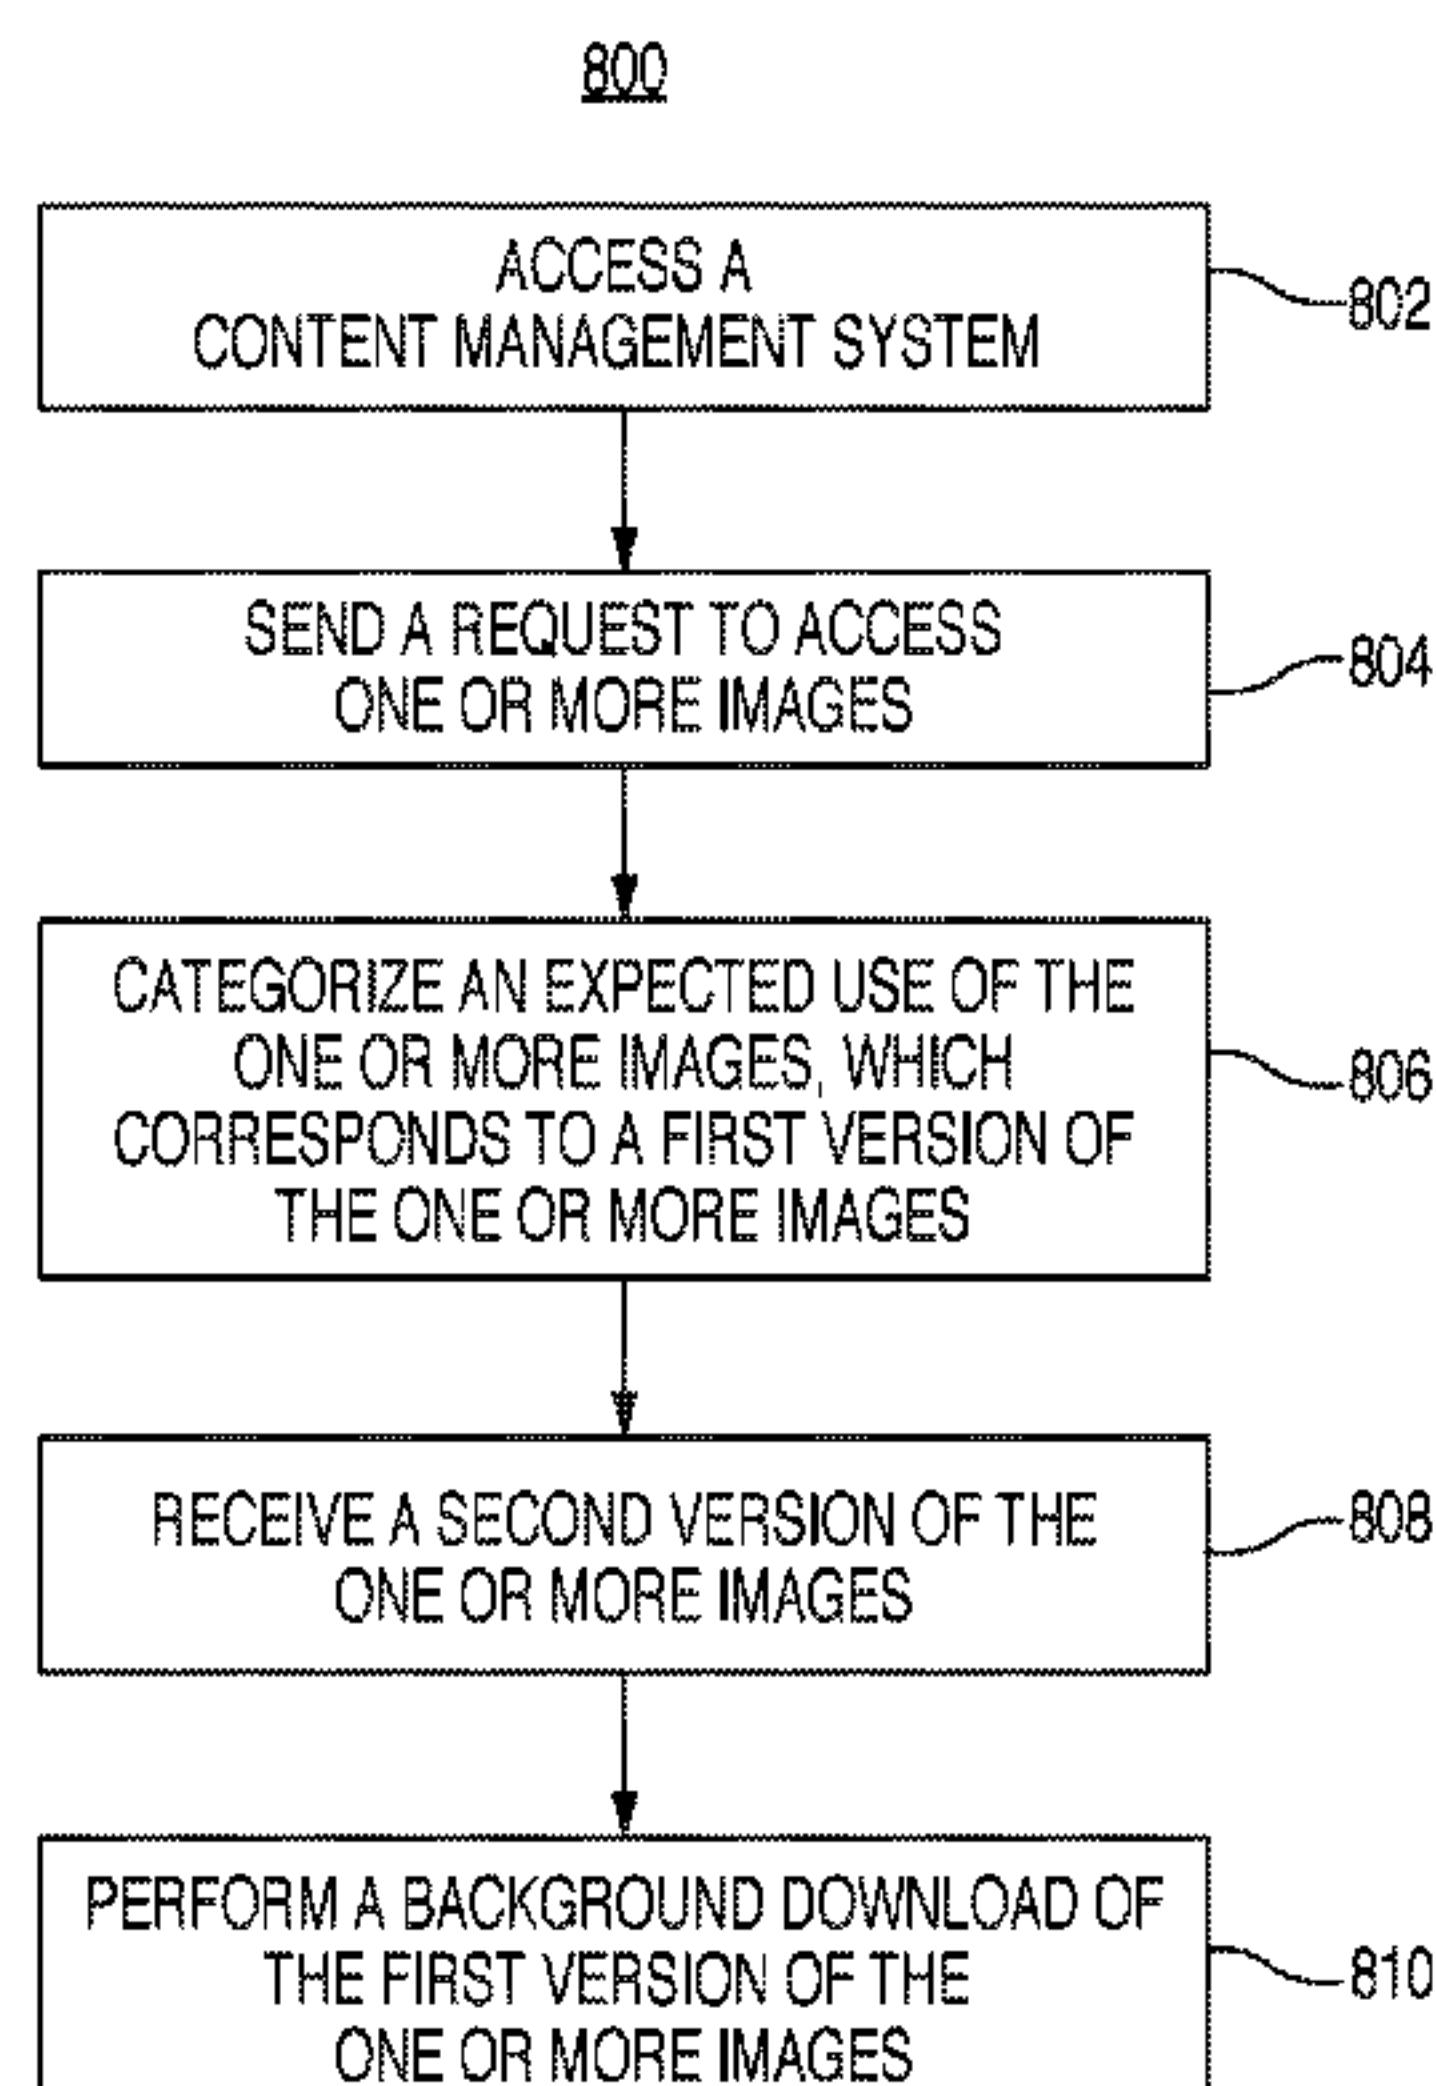 800
ACCESS A
CONTENT MANAGEMENT SYSTEM
802
SEND A REQUEST TO ACCESS
ONE OR MORE IMAGES
804
CATEGORIZE AN EXPECTED USE OF THE
ONE OR MORE IMAGES, WHICH
CORRESPONDS TO A FIRST VERSION OF
THE ONE OR MORE IMAGES
806
RECEIVE A SECOND VERSION OF THE
ONE OR MORE IMAGES
808
PERFORM A BACKGROUND DOWNLOAD OF
THE FIRST VERSION OF THE
ONE OR MORE IMAGES
810